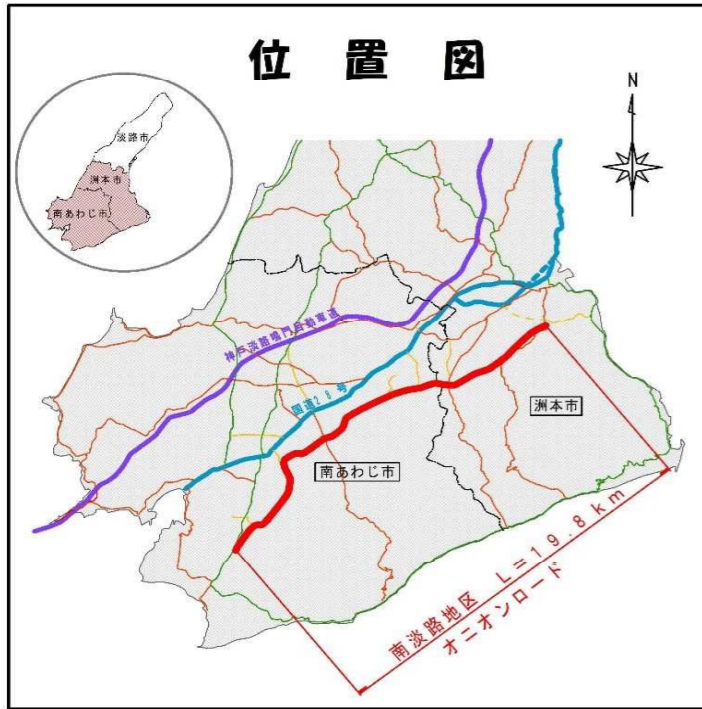 位置図
N
淡路市
洲本市
南あわじ市
神戸淡路鳴門自動車道
国道28号
洲本市
南あわじ市
南淡路地区 L=19.8km
オニオンロード